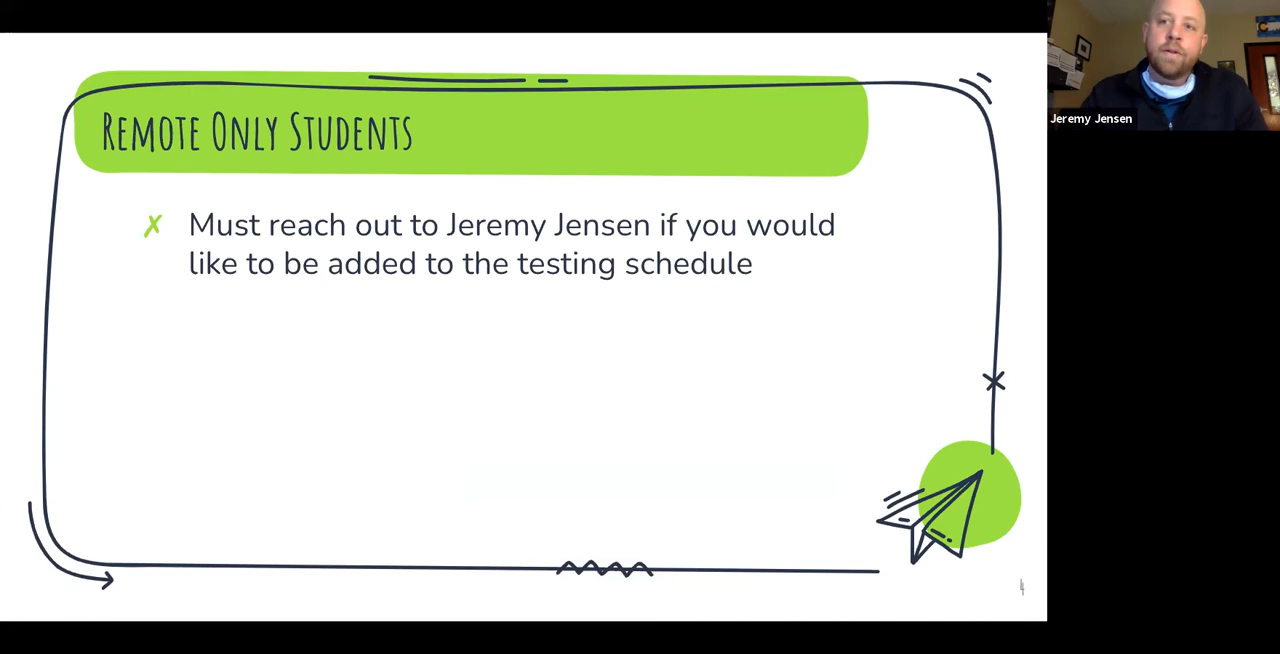 Remote Only Students
✗ Must reach out to Jeremy Jensen if you would
like to be added to the testing schedule
4
Jeremy Jensen